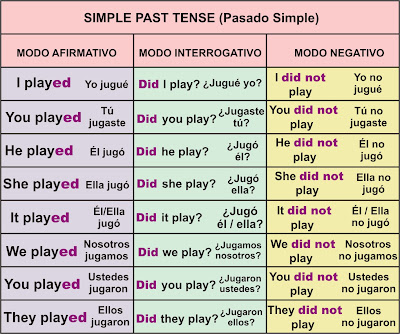 SIMPLE PAST TENSE (Pasado Simple)
MODO AFIRMATIVO
MODO INTERROGATIVO
MODO NEGATIVO
I played
Yo jugué
Did I play?
¿Jugué yo?
I did not
play
Yo no
jugué
You played
Tú
jugaste
Did you play?
¿Jugaste
tú?
You did not
play
Tú no
jugaste
He played
Él jugó
Did he play?
¿Jugó
él?
He did not
play
Él no
jugó
She played
Ella jugó
Did she play?
¿Jugó
ella?
She did not
play
Ella no
jugó
It played
Él/Ella
jugó
Did it play?
¿Jugó
él / ella?
It did not
play
Él / Ella
no jugó
We played
Nosotros
jugamos
Did we play?
¿Jugamos
nosotros?
We did not
play
Nosotros
no jugamos
You played
Ustedes
jugaron
Did you play?
¿Jugaron
ustedes?
You did not
play
Ustedes
no jugaron
They played
Ellos
jugaron
Did they play?
¿Jugaron
ellos?
They did not
play
Ellos
no jugaron